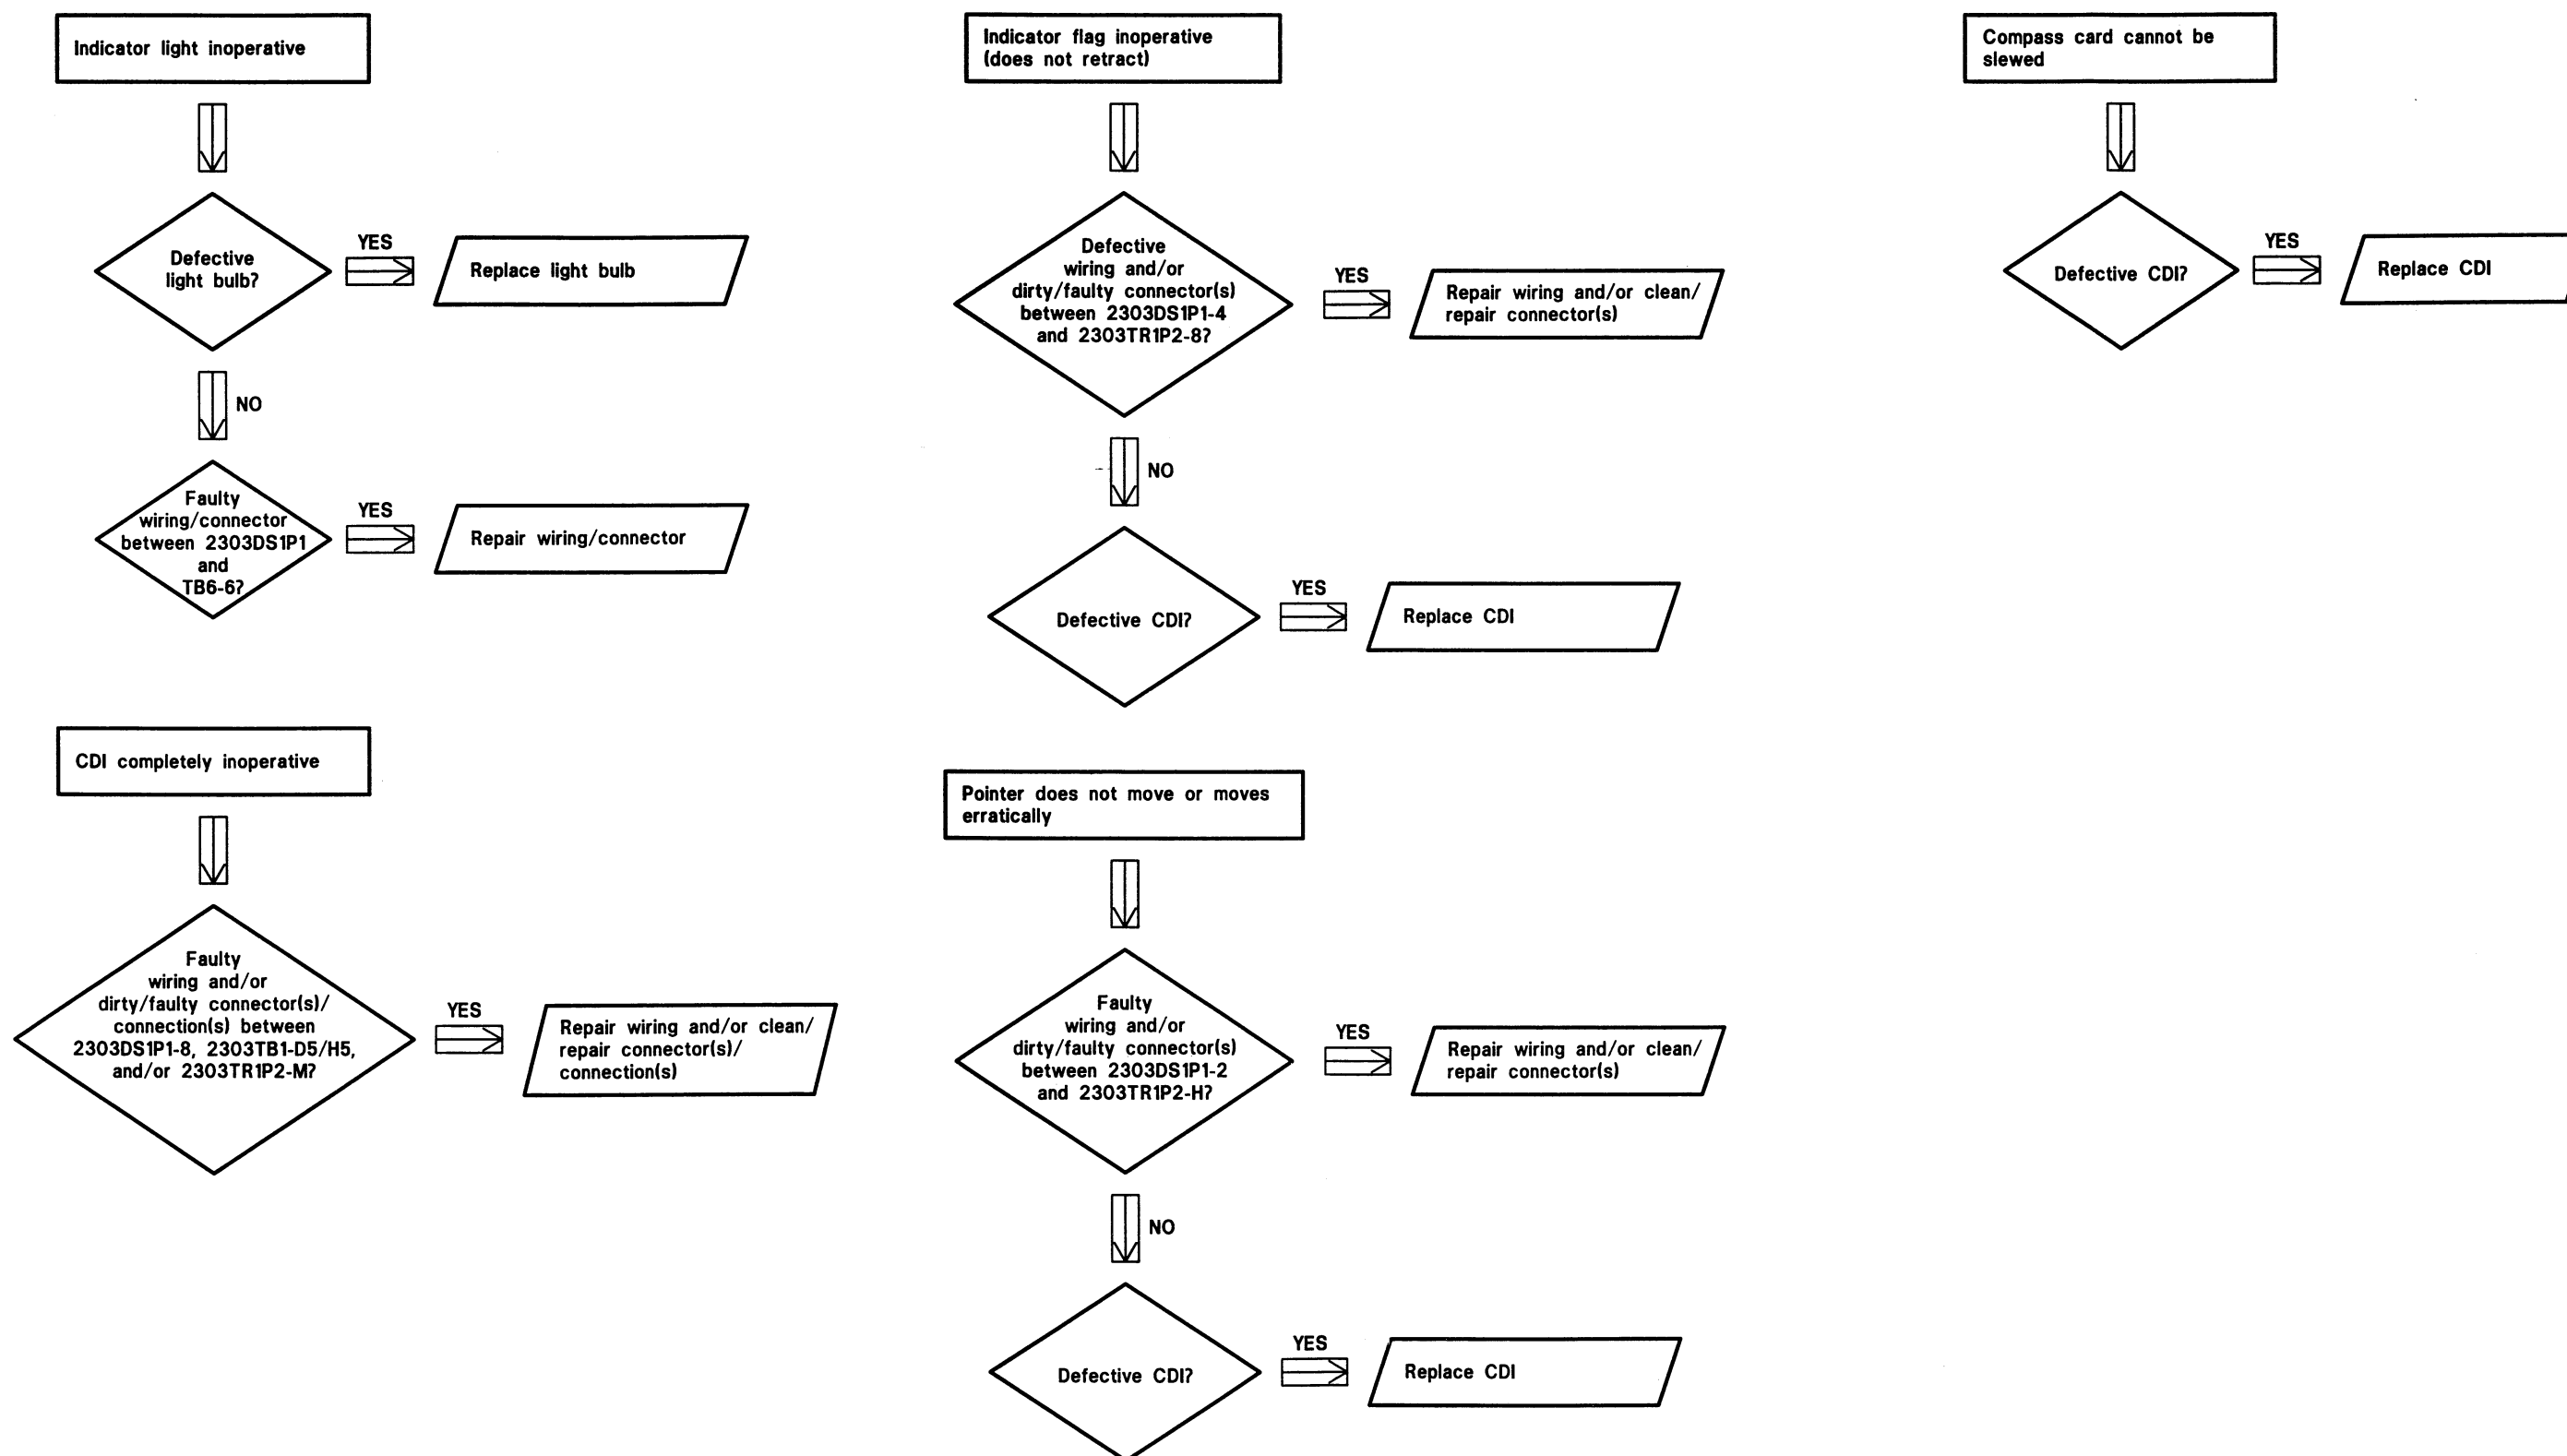 Indicator light inoperative
Defective
light bulb?
YES
Replace light bulb
NO
Faulty
wiring/connector
between 2303DS1P1
and
TB6-6?
YES
Repair wiring/connector
CDI completely inoperative
Faulty
wiring and/or
dirty/faulty connector(s)/
connection(s) between
2303DS1P1-8, 2303TB1-D5/H5,
and/or 2303TR1P2-M?
YES
Repair wiring and/or clean/
repair connector(s)/
connection(s)
Indicator flag inoperative
(does not retract)
Defective
wiring and/or
dirty/faulty connector(s)
between 2303DS1P1-4
and 2303TR1P2-8?
YES
Repair wiring and/or clean/
repair connector(s)
NO
Defective CDI?
YES
Replace CDI
Pointer does not move or moves
erratically
Faulty
wiring and/or
dirty/faulty connector(s)
between 2303DS1P1-2
and 2303TR1P2-H?
YES
Repair wiring and/or clean/
repair connector(s)
NO
Defective CDI?
YES
Replace CDI
Compass card cannot be
slewed
Defective CDI?
YES
Replace CDI